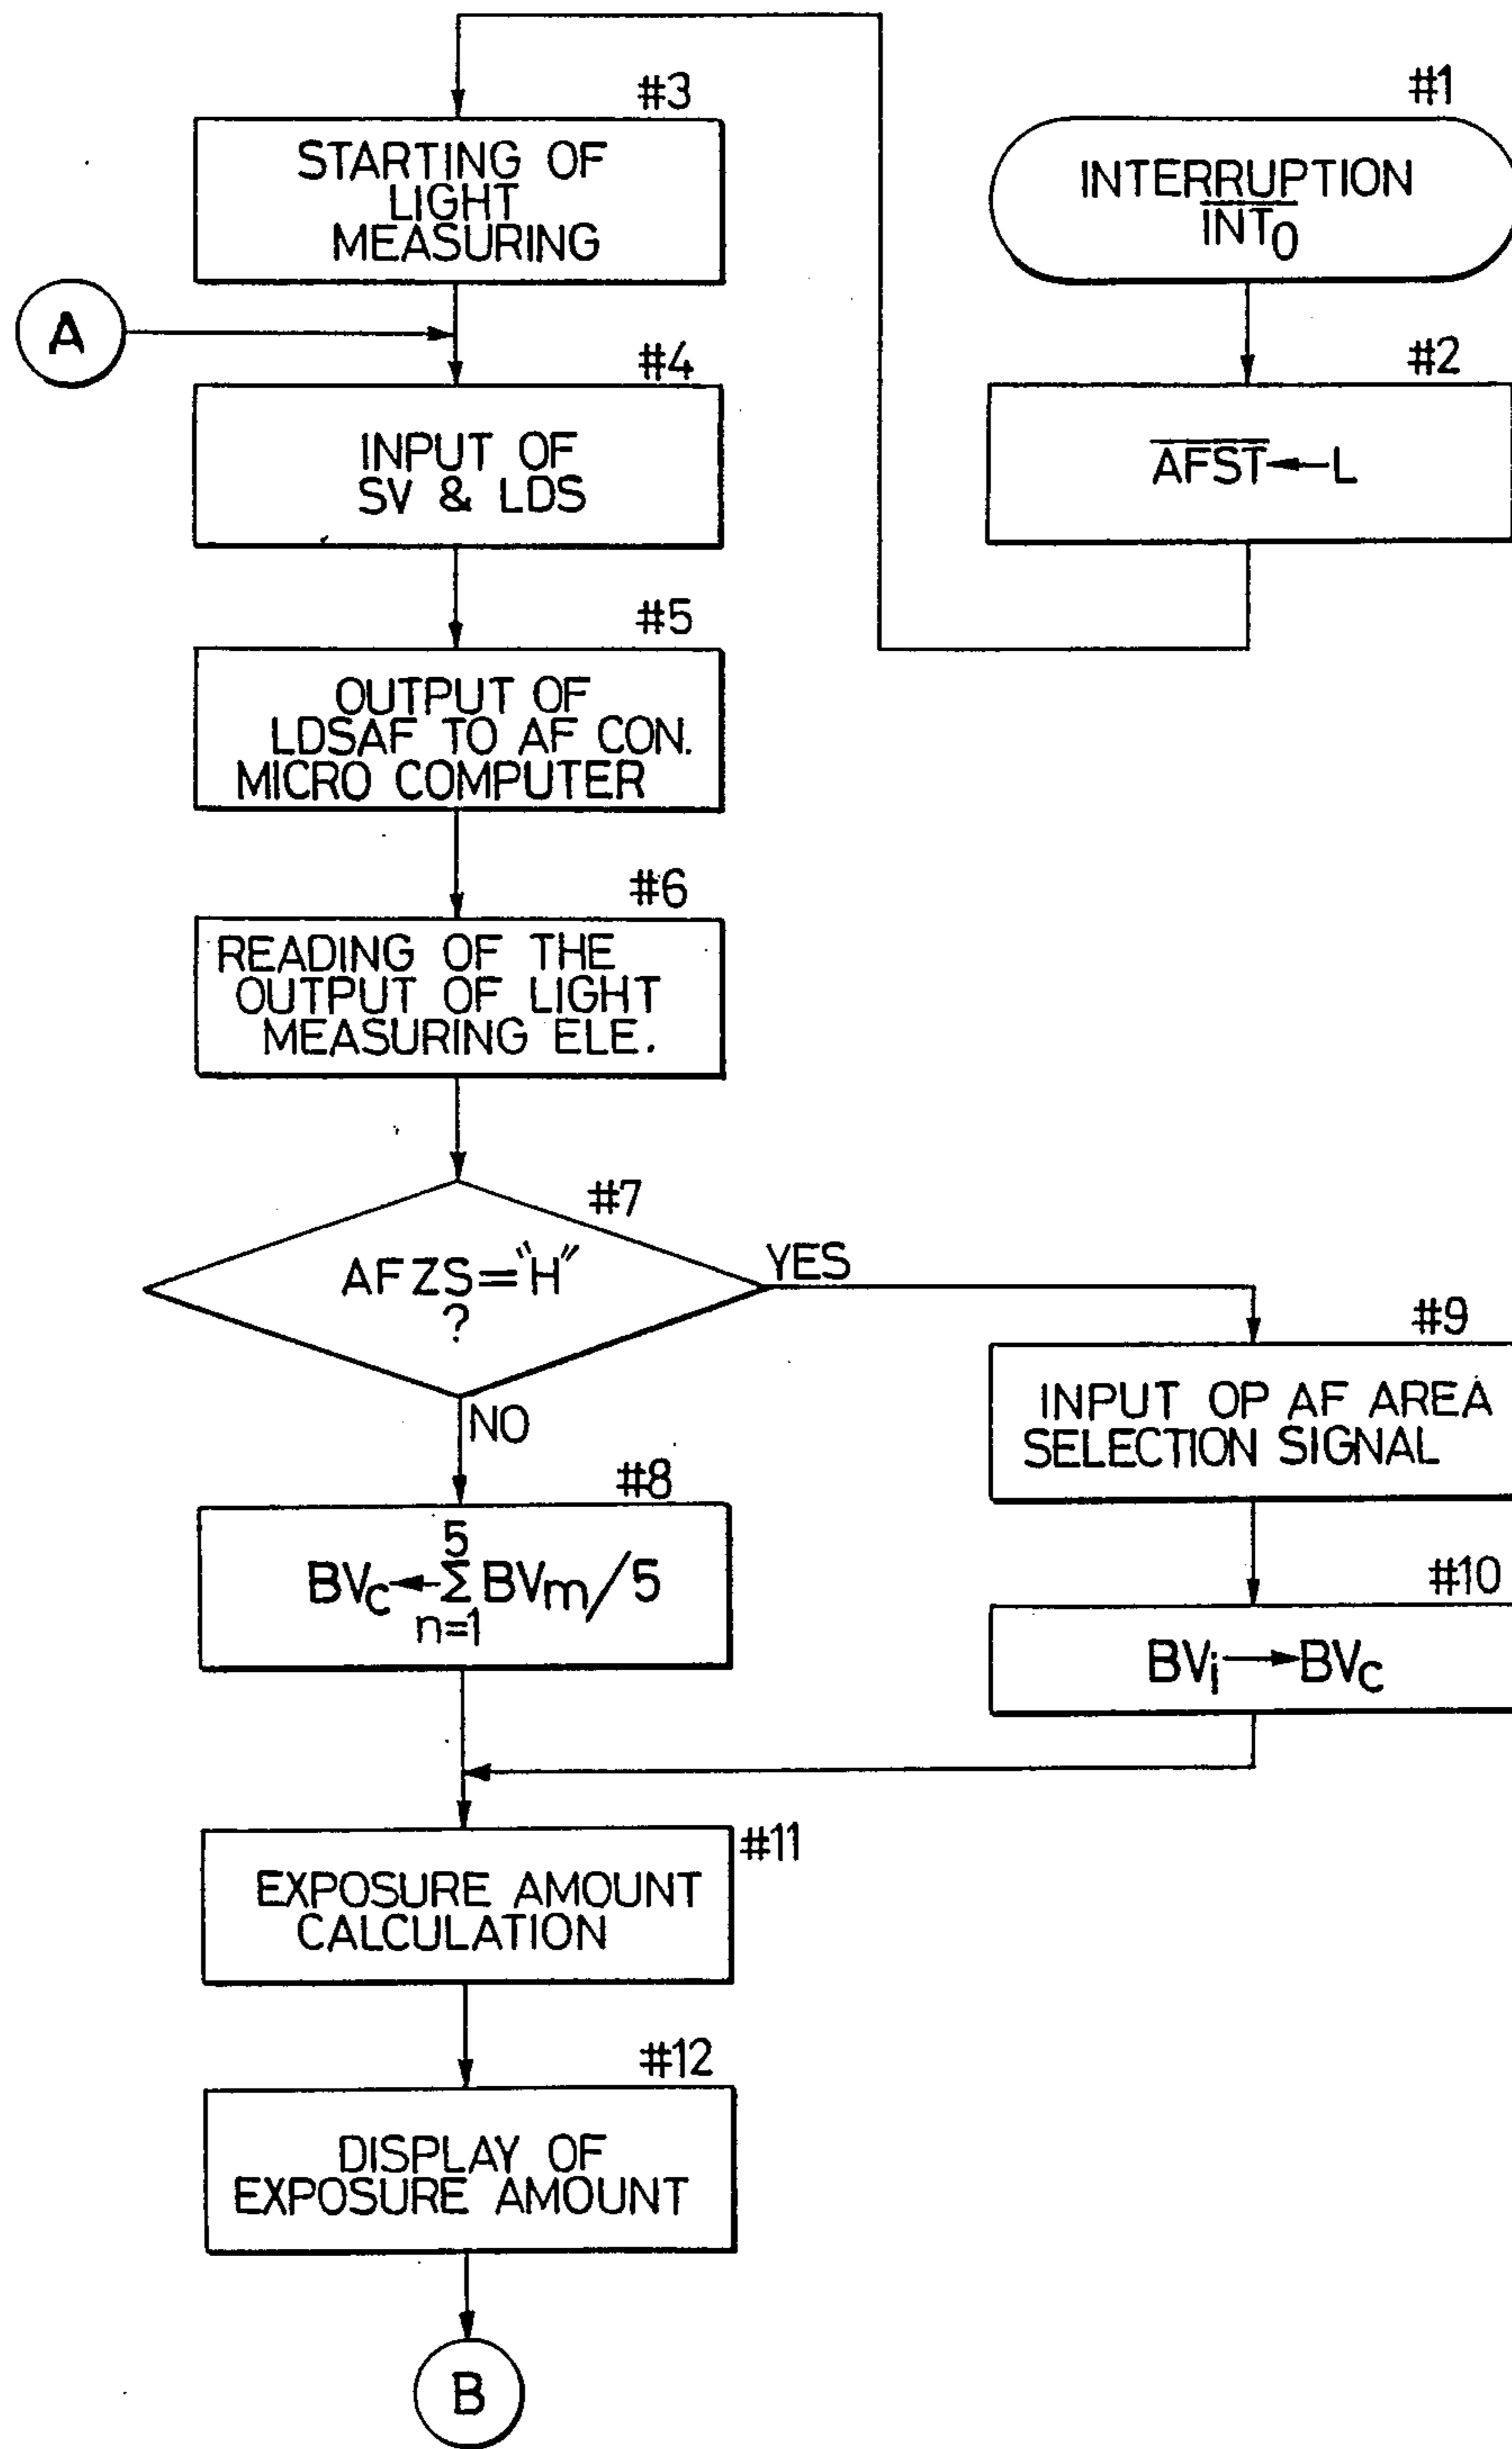 #1
INTERRUPTION
INT0
#2
AFST←L
#3
STARTING OF
LIGHT
MEASURING
A
#4
INPUT OF
SV & LDS
#5
OUTPUT OF
LDSAF TO AF CON.
MICRO COMPUTER
#6
READING OF THE
OUTPUT OF LIGHT
MEASURING ELE.
#7
AFZS="H"
?
YES
NO
#8
5
BVc←ΣBVm/5
n=1
#9
INPUT OP AF AREA
SELECTION SIGNAL
#10
BVi→BVc
#11
EXPOSURE AMOUNT
CALCULATION
#12
DISPLAY OF
EXPOSURE AMOUNT
B